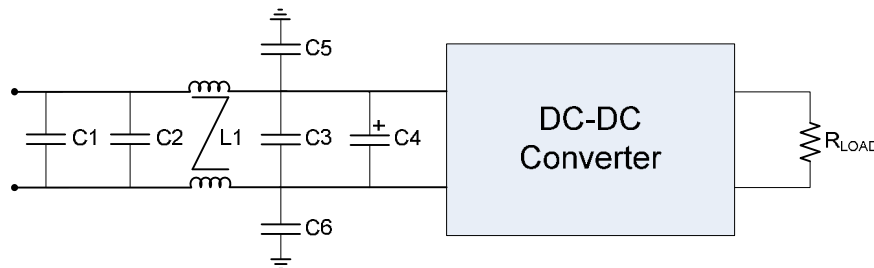 C5
C1
C2
L1
C3
+
C4
DC-DC
Converter
RLOAD
C6